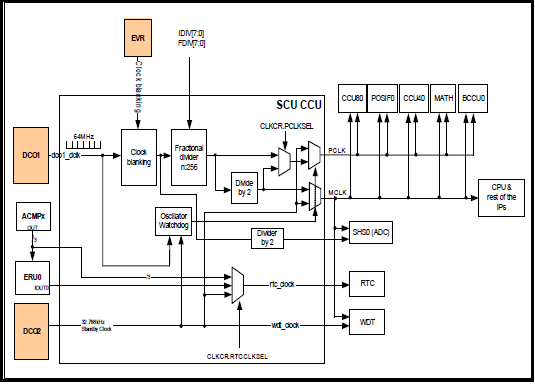 EVR
IDIV[7:0]
FDIV[7:0]
Clock blanking
SCU CCU
CCU80
POSIF0
CCU40
MATH
BCCU0
64MHz
CLKCR.PCLKSEL
DCO1
dco1_dclk
Clock
blanking
Fractional
divider
n:256
PCLK
Divide
by 2
MCLK
CPU &
rest of the
IPs
ACMPx
OUT
Oscillator
Watchdog
Divider
by 2
SHS0 (ADC)
/3
ERU0
IOUT0
/3
rtc_clock
RTC
DCO2
32.768kHz
Standby Clock
wdt_clock
WDT
CLKCR.RTCCLKSEL